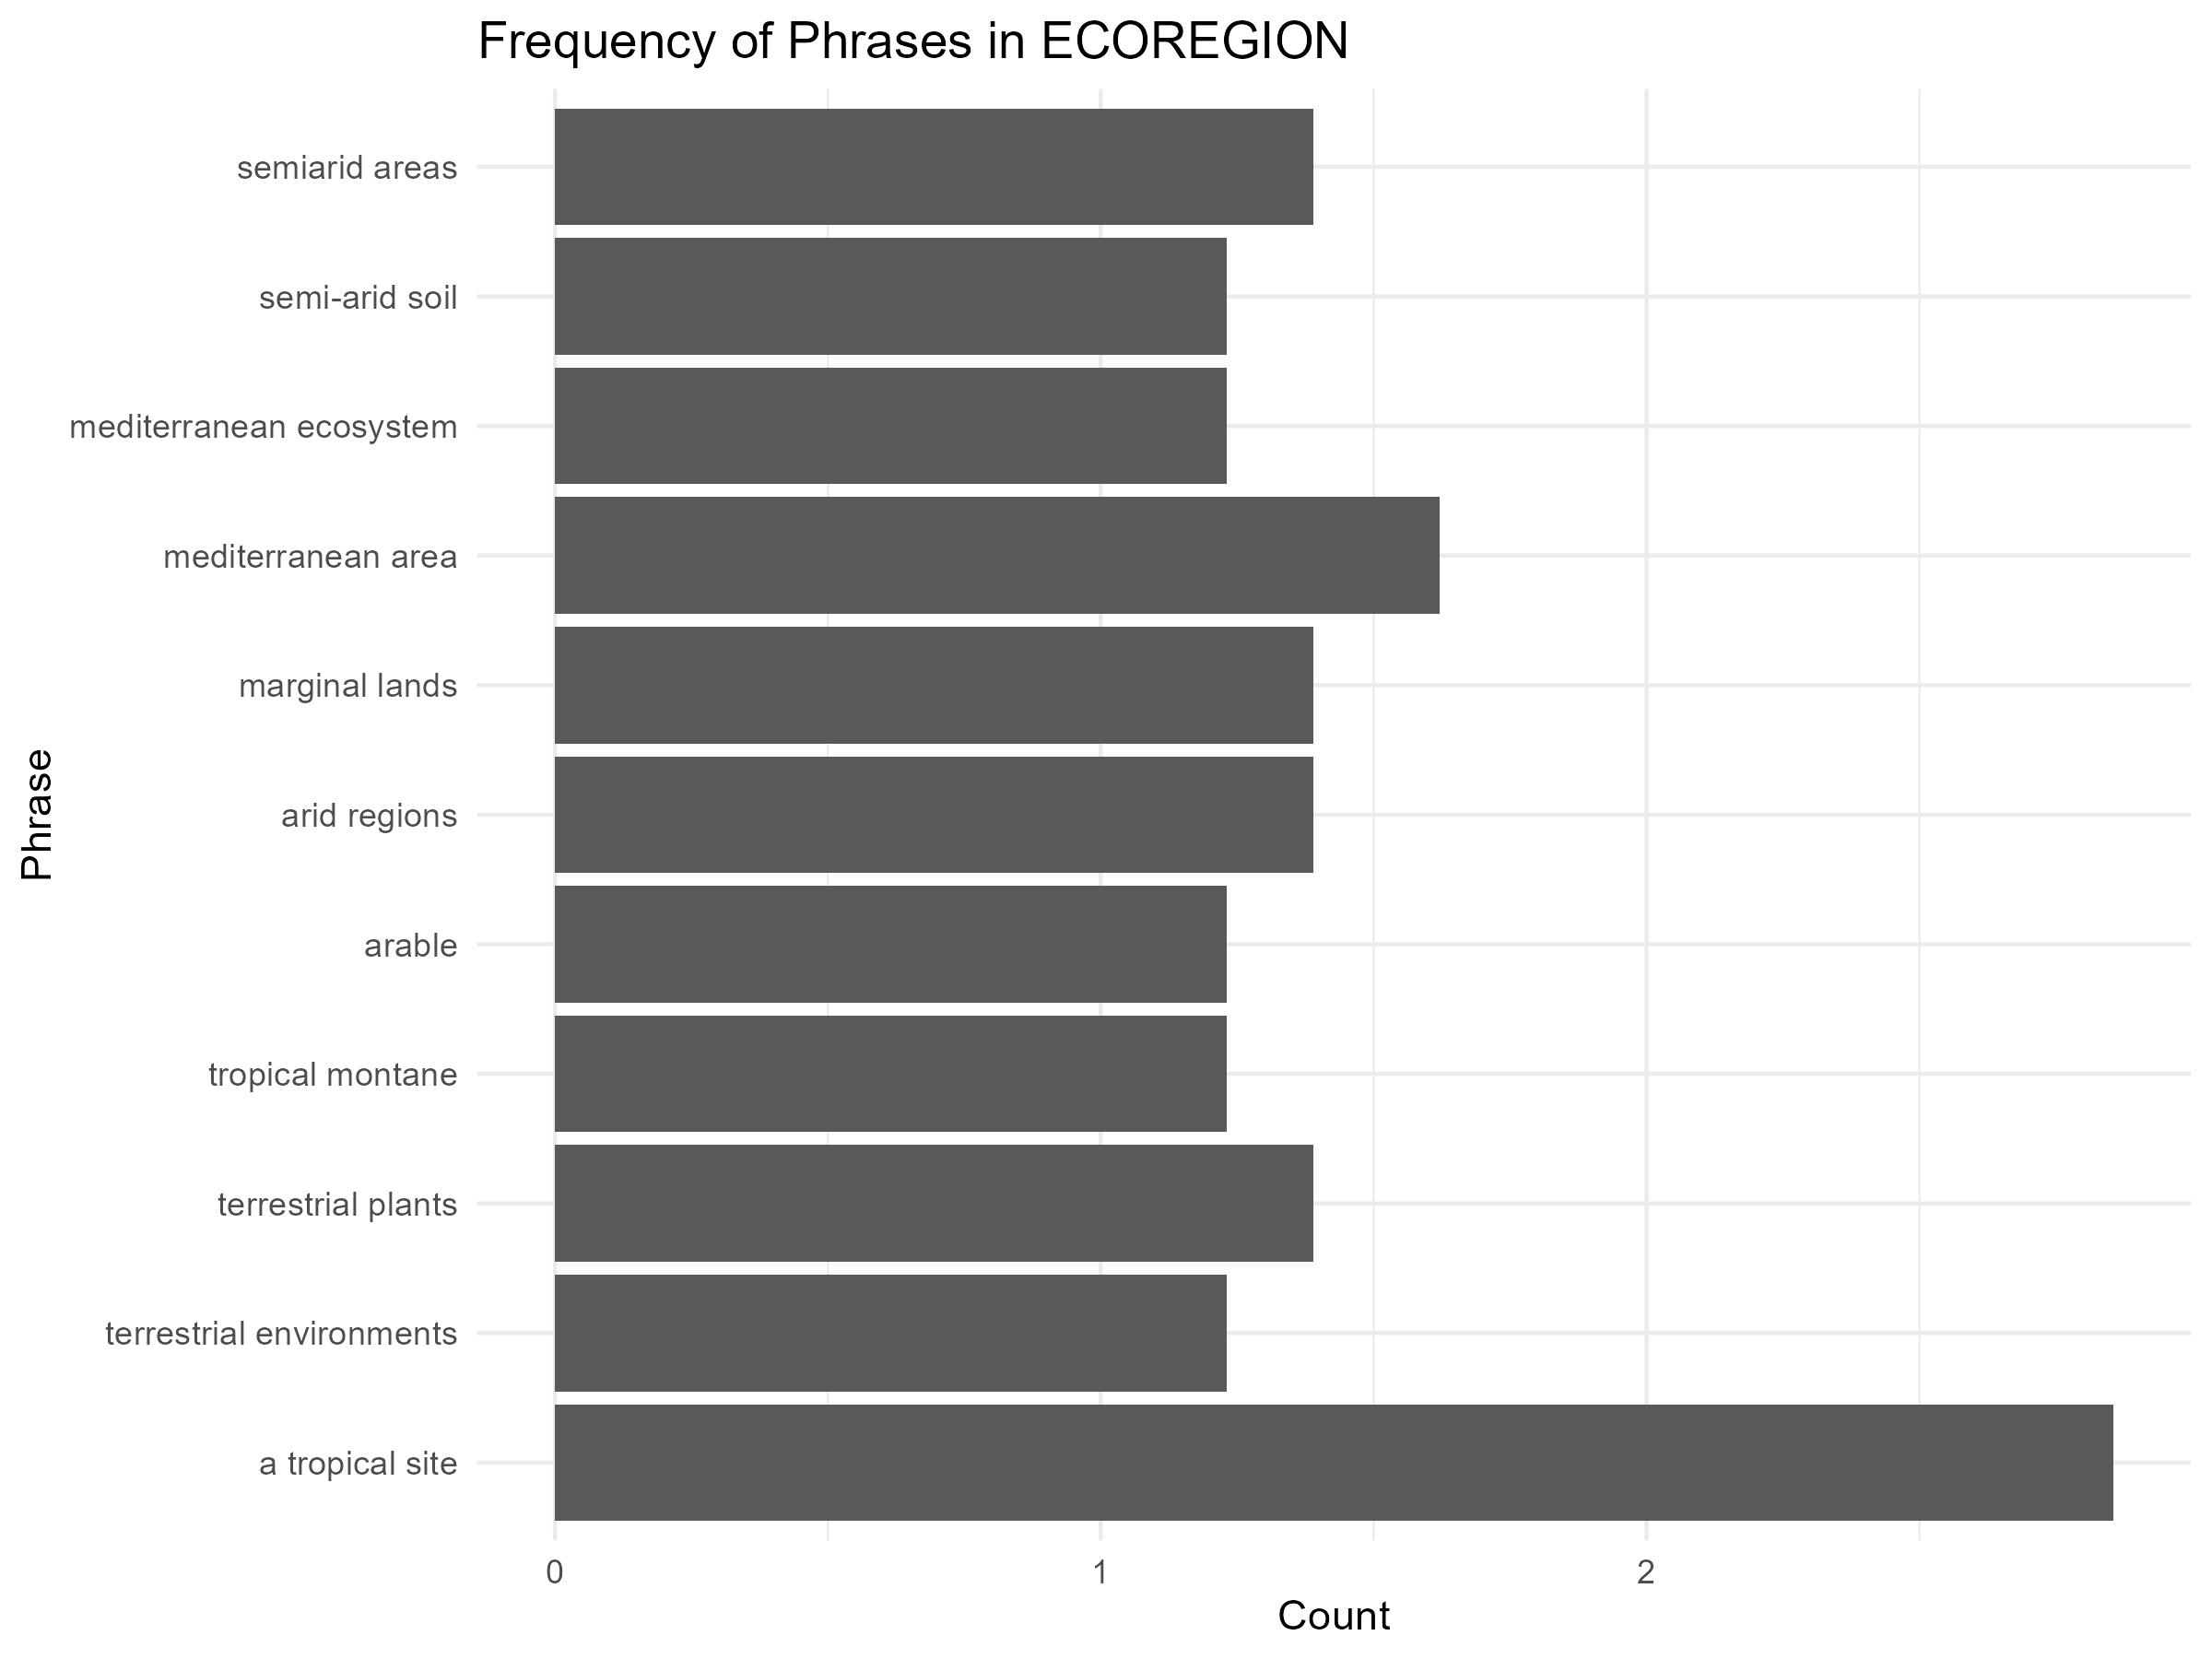 Frequency of Phrases in ECOREGION
semiarid areas
semi-arid soil
mediterranean ecosystem
mediterranean area
marginal lands
arid regions
arable
tropical montane
terrestrial plants
terrestrial environments
a tropical site
Phrase
0 1 2
Count